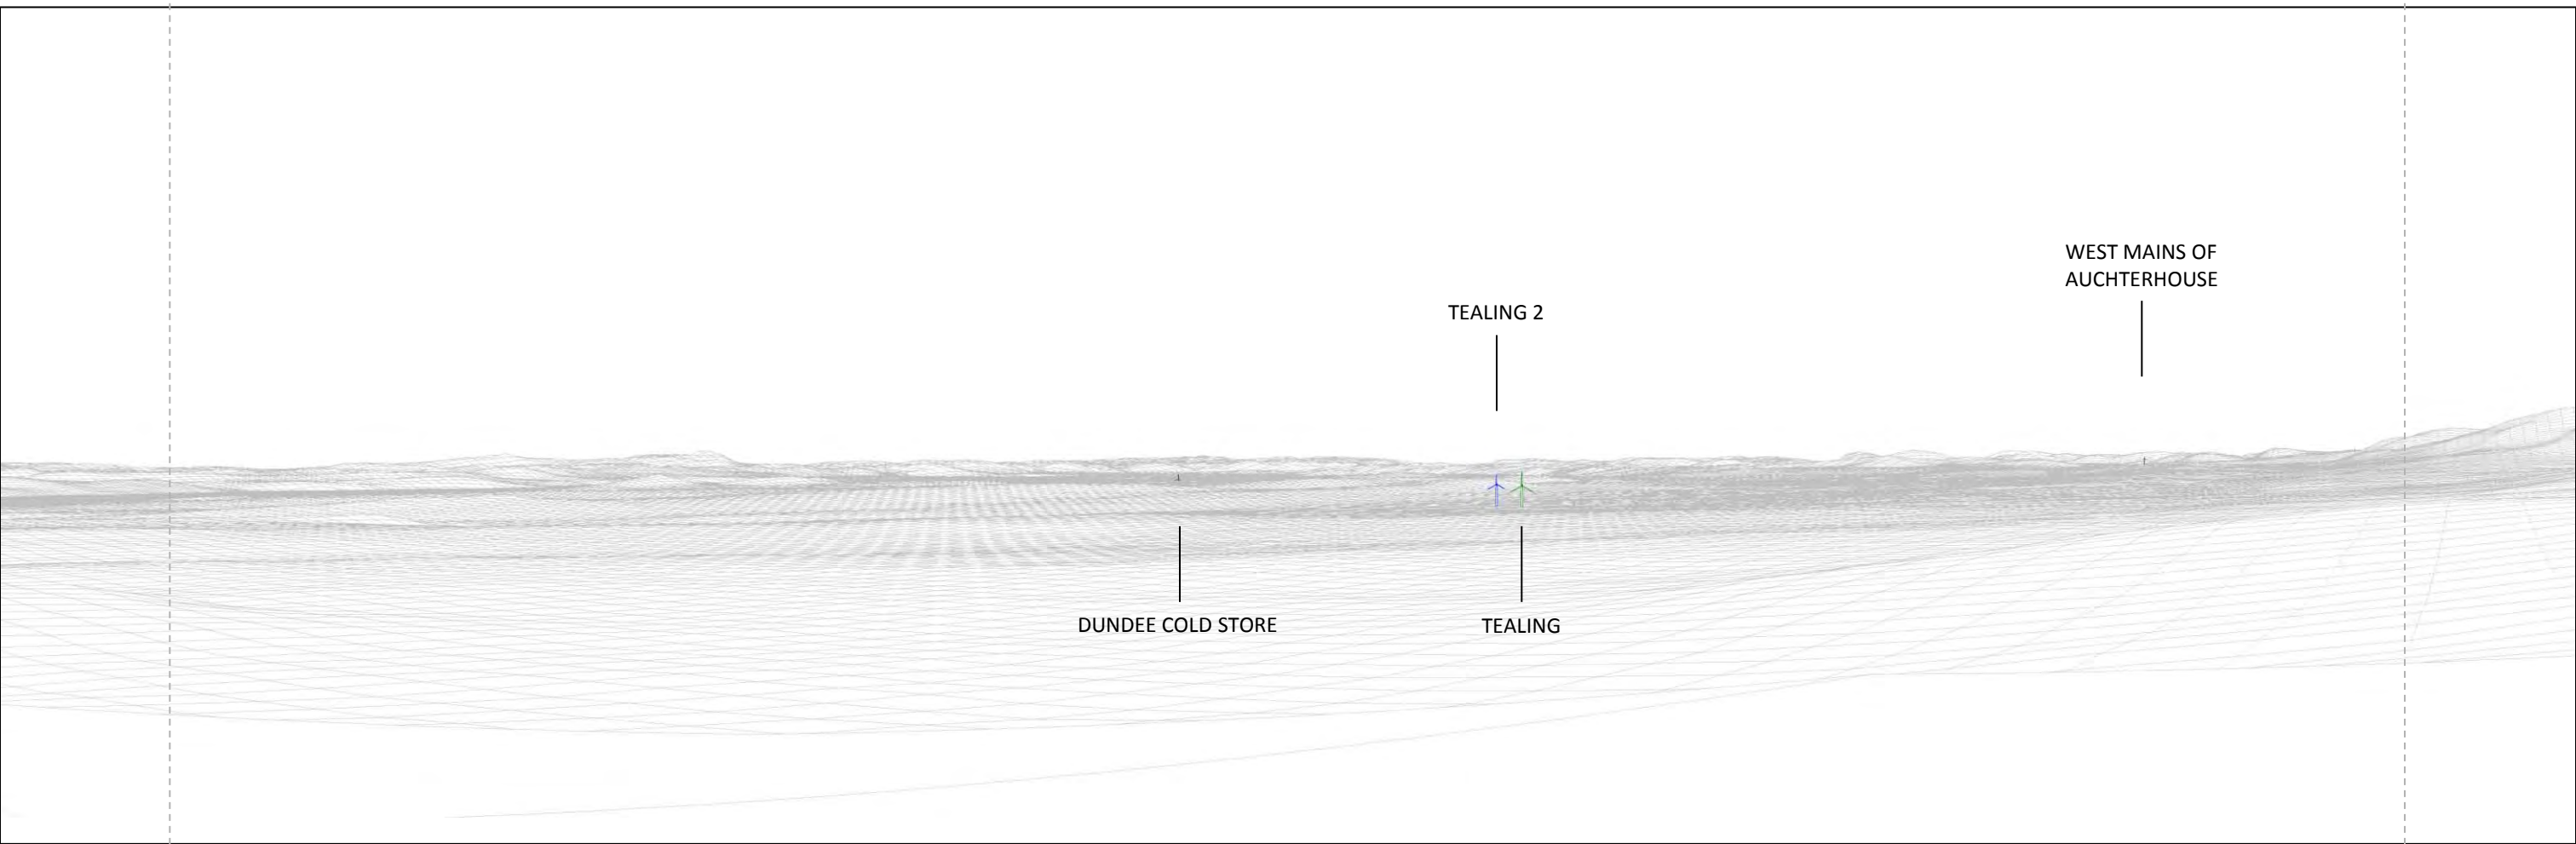 WEST MAINS OF
AUCHTERHOUSE
TEALING 2
DUNDEE COLD STORE
TEALING